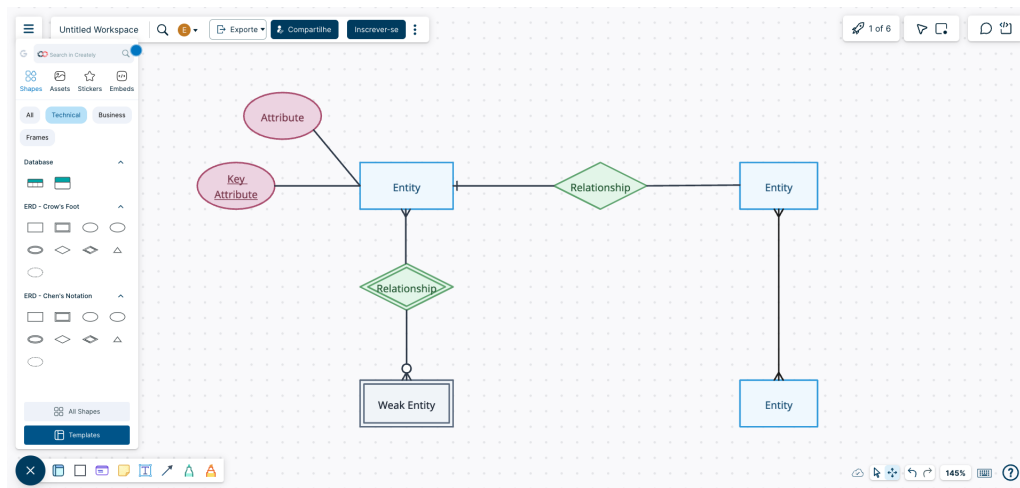 Untitled Workspace
E
Exporte
Compartilhe
Inscrever-se
1 of 6
Search in Creately
Shapes
Assets
Stickers
Embeds
All
Technical
Business
Frames
Database
ERD - Crow's Foot
ERD - Chen's Notation
All Shapes
Templates
Attribute
Key
Attribute
Entity
Relationship
Entity
Relationship
Weak Entity
Entity
T
145%
?